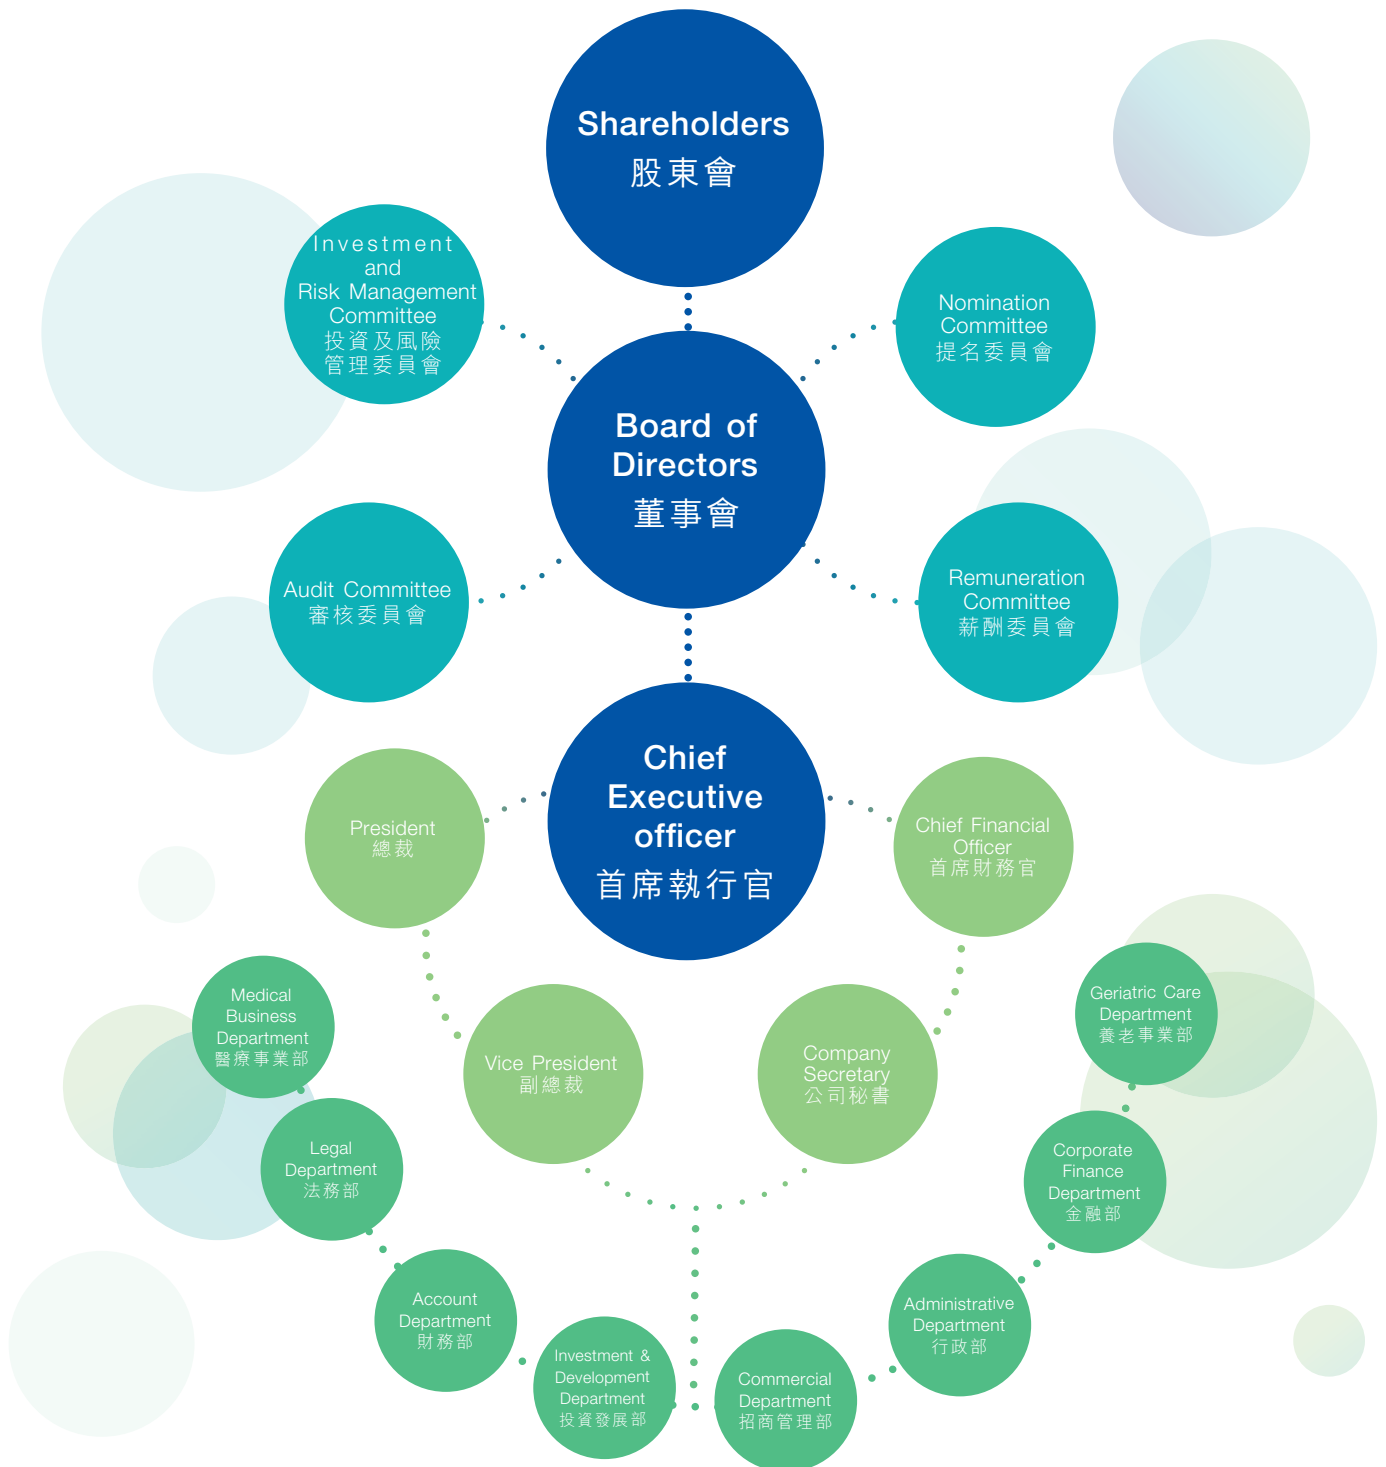 Shareholders
股東會
Investment
and
Risk Management
Committee
投資及風險
管理委員會
Nomination
Committee
提名委員會
Board of
Directors
董事會
Audit Committee
審核委員會
Remuneration
Committee
薪酬委員會
Chief
Executive
officer
首席執行官
President
總裁
Chief Financial
Officer
首席財務官
Vice President
副總裁
Company
Secretary
公司秘書
Medical
Business
Department
醫療事業部
Legal
Department
法務部
Account
Department
財務部
Investment &
Development
Department
投資發展部
Commercial
Department
招商管理部
Administrative
Department
行政部
Corporate
Finance
Department
金融部
Geriatric Care
Department
養老事業部